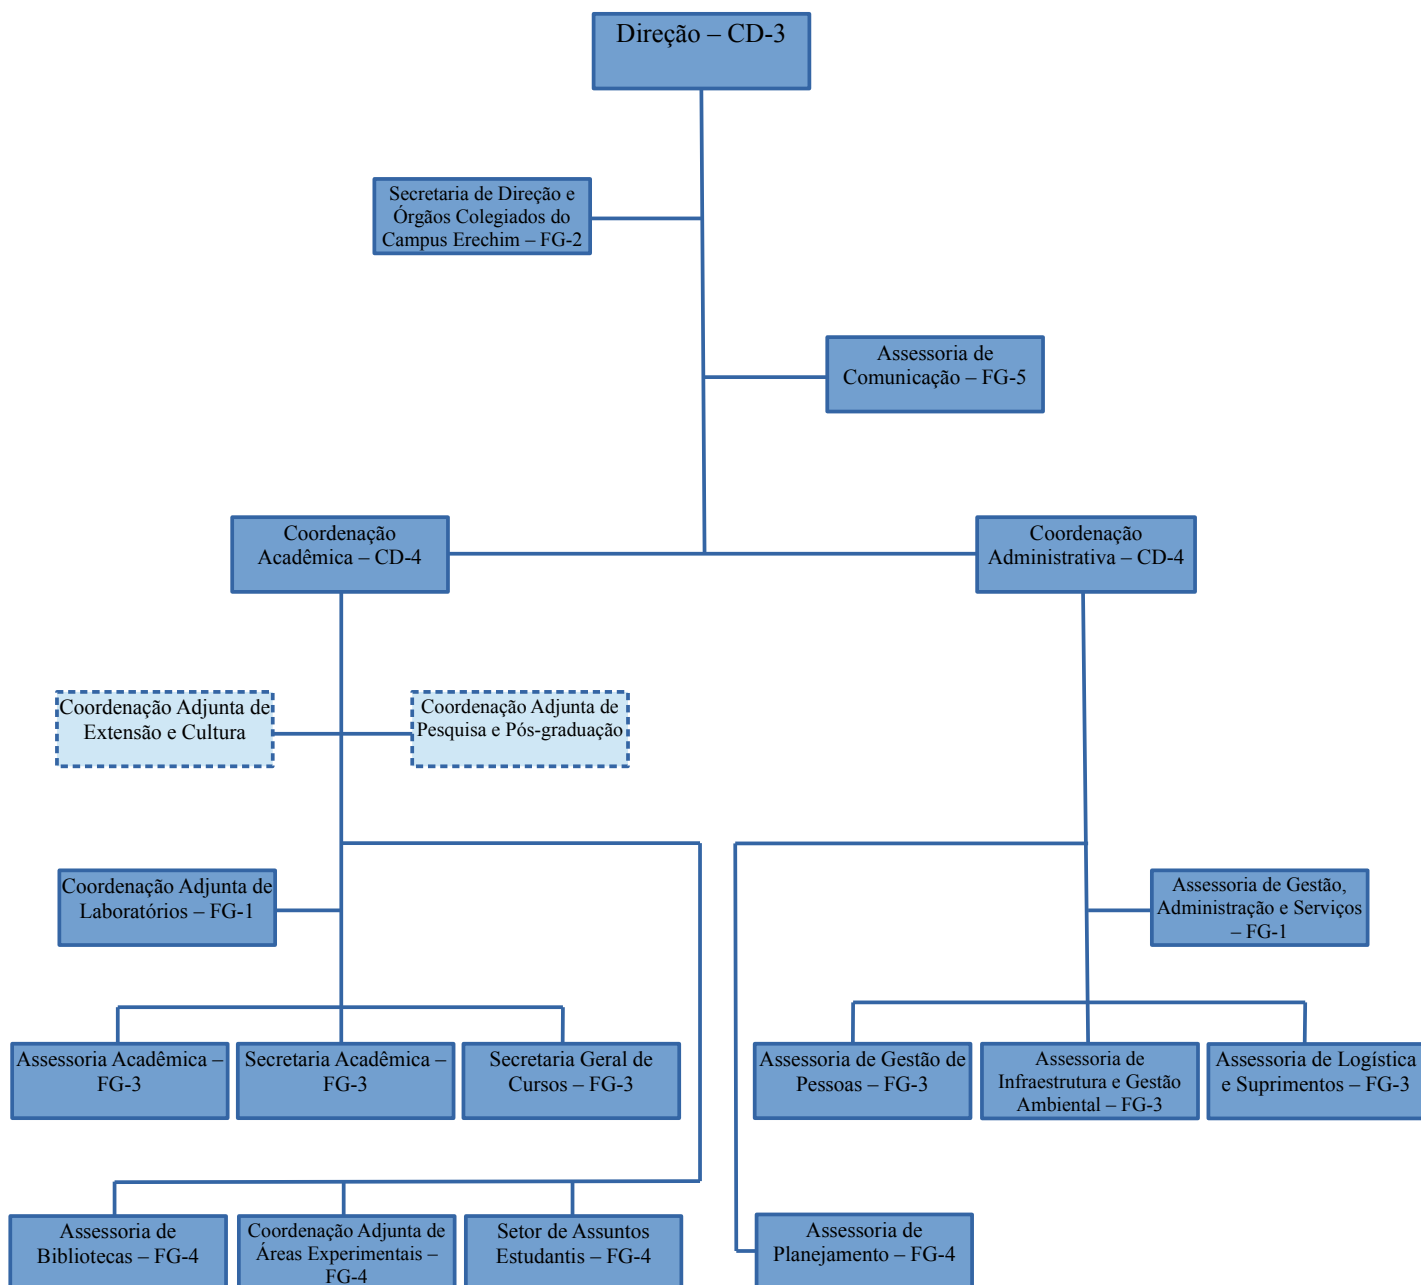 Direção – CD-3
Secretaria de Direção e
Órgãos Colegiados do
Campus Erechim – FG-2
Assessoria de
Comunicação – FG-5
Coordenação
Acadêmica – CD-4
Coordenação
Administrativa – CD-4
Coordenação Adjunta de
Extensão e Cultura
Coordenação Adjunta de
Pesquisa e Pós-graduação
Coordenação Adjunta de
Laboratórios – FG-1
Assessoria de Gestão,
Administração e Serviços
– FG-1
Assessoria Acadêmica –
FG-3
Secretaria Acadêmica –
FG-3
Secretaria Geral de
Cursos – FG-3
Assessoria de Gestão de
Pessoas – FG-3
Assessoria de
Infraestrutura e Gestão
Ambiental – FG-3
Assessoria de Logística
e Suprimentos – FG-3
Assessoria de
Bibliotecas – FG-4
Coordenação Adjunta de
Áreas Experimentais –
FG-4
Setor de Assuntos
Estudantis – FG-4
Assessoria de
Planejamento – FG-4